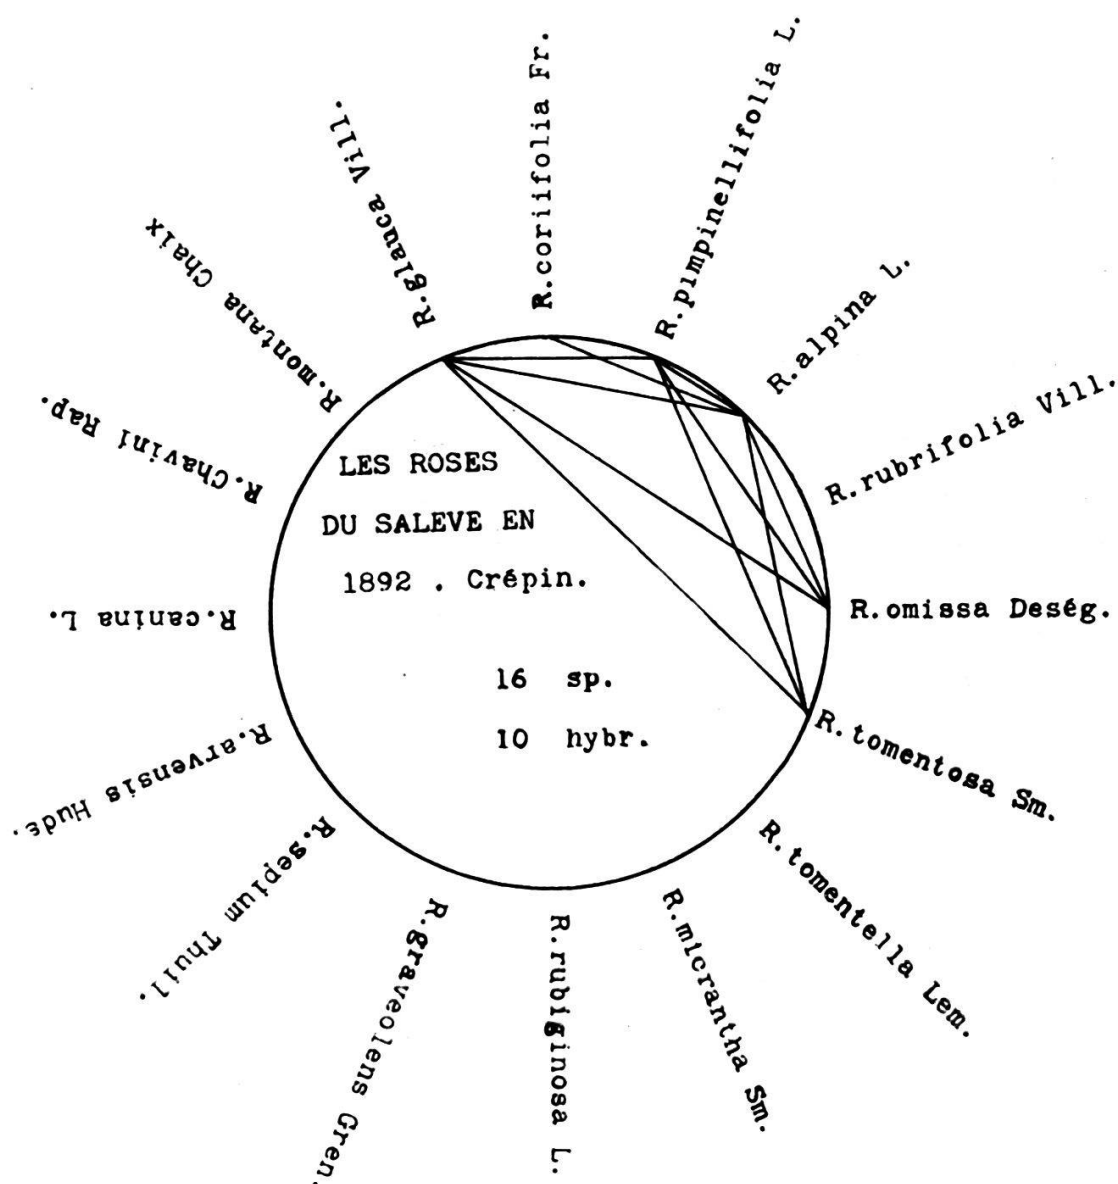 R.coriifolia Fr.
R.pimpinellifolia L.
R.alpina L.
R.rubrifolia Vill.
R.omissa Deség.
R.tomentosa Sm.
R.tomentella Lem.
R.micrantha Sm.
R.rubiginosa L.
R.graveolens Gren.
R.sepium Thuil.
R.arvensis Huds.
R.canina L.
R.Chavini Rap.
R.montana Chaix
R.glauca Vill.
LES ROSES
DU SALEVE EN
1892 . Crépin.
16 sp.
10 hybr.